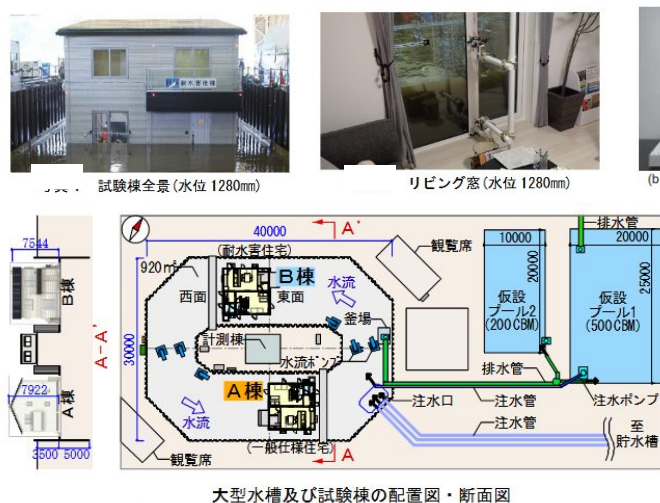 耐水害仕様
試験棟全景(水位1280mm)
リビング窓(水位1280mm)
(b
7544
B棟
A-A'
7922
A棟
3500 5000
40000
A'
(耐水害住宅)
観覧席
920㎡
西面
B棟
東面
水流
釜場
30000
計測棟
水流ポンプ
A棟
水流
(一般仕様住宅)
A
観覧席
排水管
10000
20000
20000
25000
仮設
プール2
(200CBM)
仮設
プール1
(500CBM)
排水管
注水口
注水管
注水ポンプ
注水管
至
貯水槽
大型水槽及び試験棟の配置図・断面図